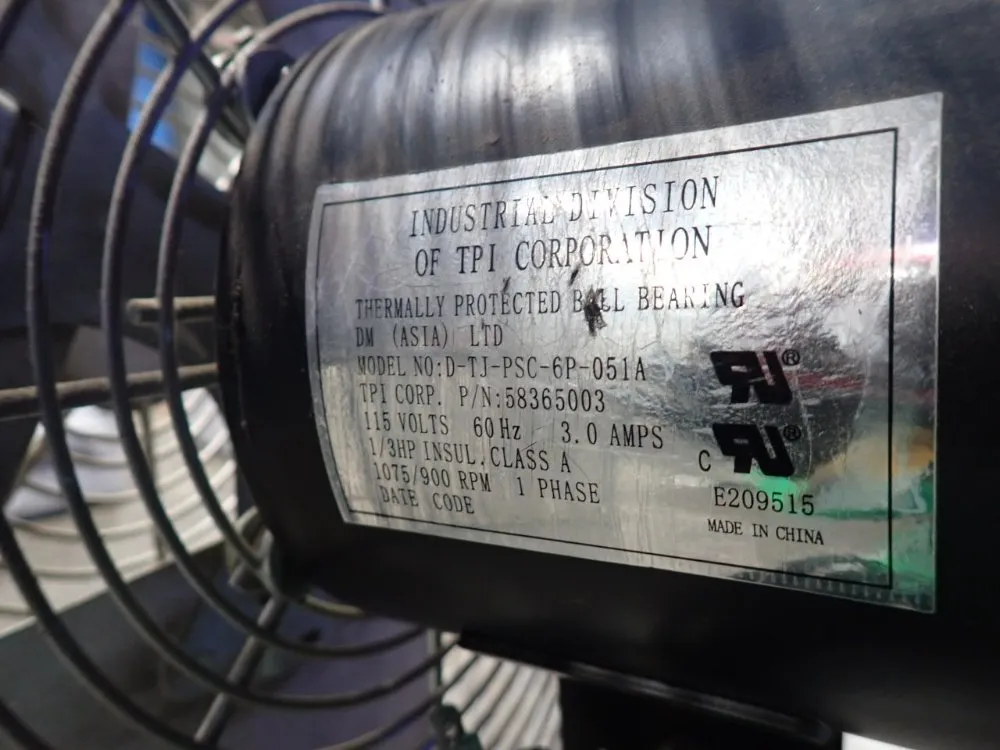 INDUSTRIAL DIVISION
OF TPI CORPORATION
THERMALLY PROTECTED BALL BEARING
DM (ASIA) LTD
MODEL NO:D-TJ-PSC-6P-051A
TPI CORP. P/N:58365003
115 VOLTS 60Hz 3.0 AMPS
1/3HP INSUL.CLASS A
1075/900 RPM 1 PHASE
DATE CODE
RU®
C RU®
E209515
MADE IN CHINA